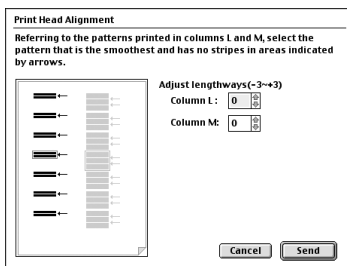 Print Head Alignment
Referring to the patterns printed in columns L and M, select the
pattern that is the smoothest and has no stripes in areas indicated
by arrows.
Adjust lengthways(-3~+3)
Column L: 0
Column M: 0
Cancel Send